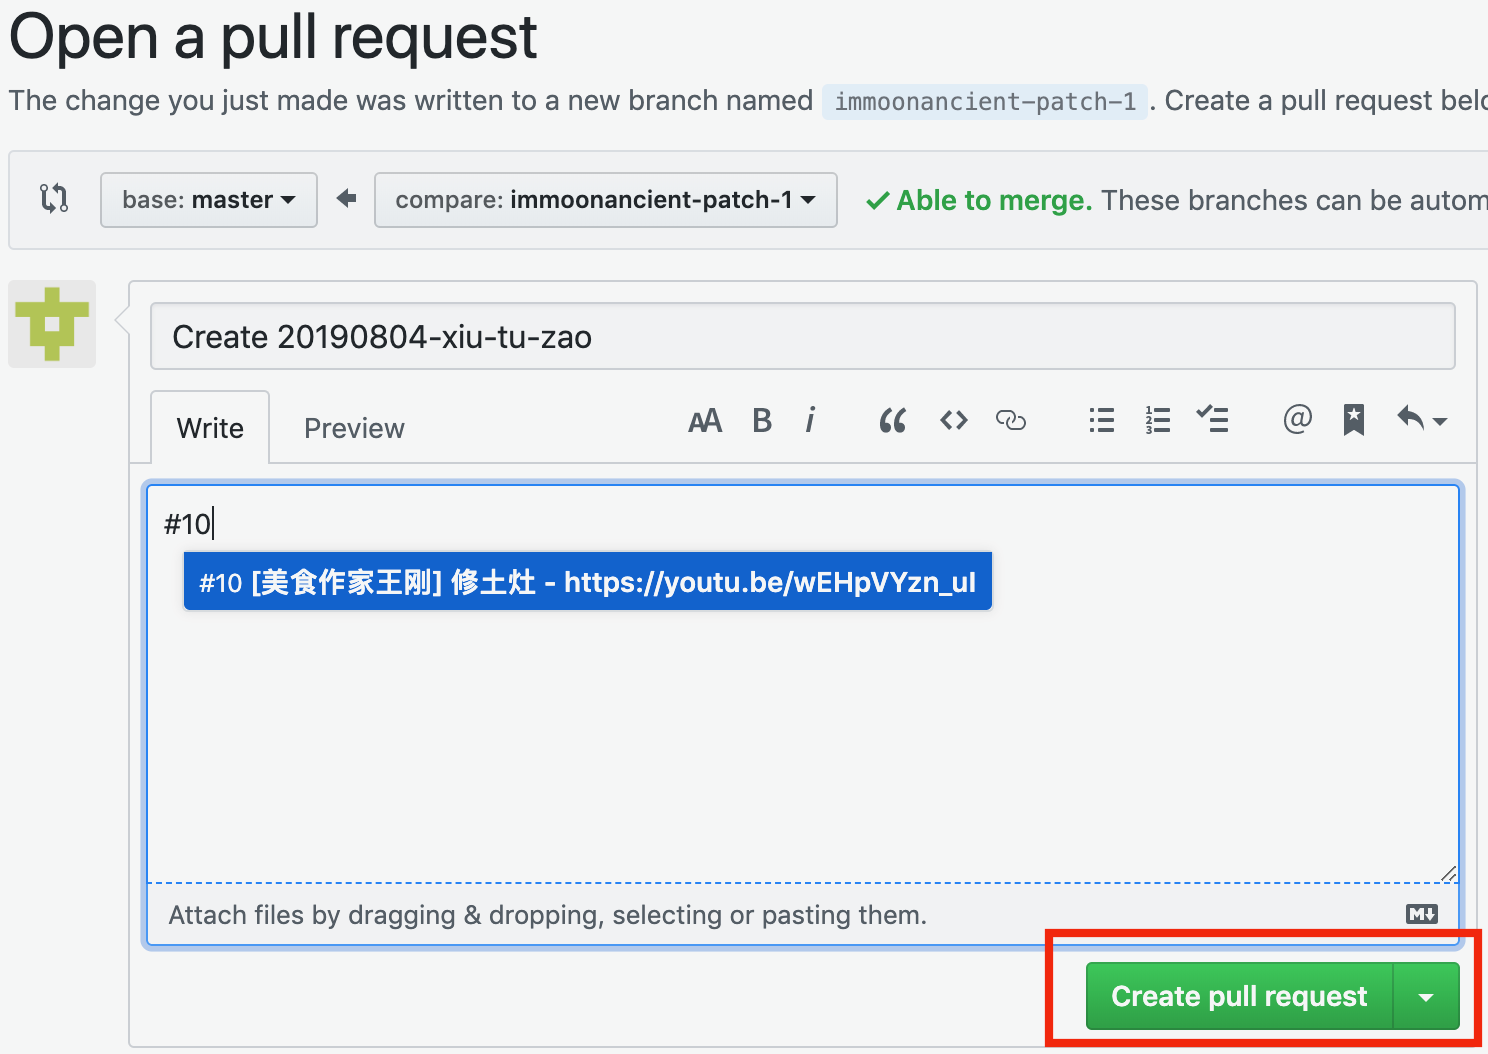 Open a pull request
The change you just made was written to a new branch named immoonancient-patch-1 . Create a pull request belo
base: master compare: immoonancient-patch-1 Able to merge. These branches can be autom
Create 20190804-xiu-tu-zao
Write Preview AA B i “ <> @
#10
#10 [美食作家王刚] 修土灶 - https://youtu.be/wEHpVYzn_uI
Attach files by dragging & dropping, selecting or pasting them. M↓
Create pull request